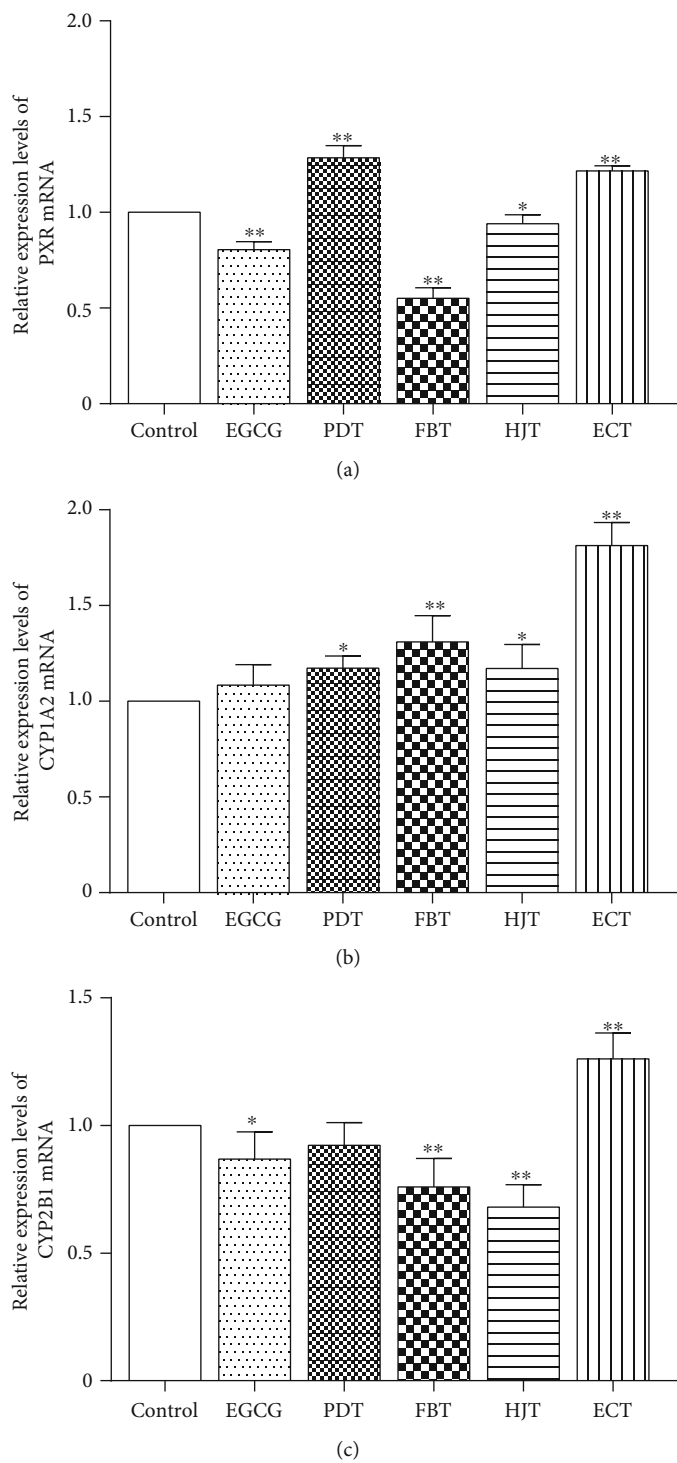 Relative expression levels of
PXR mRNA
2.0
1.5
1.0
0.5
0
**
**
**
*
**
Control EGCG PDT FBT HJT ECT
(a)
Relative expression levels of
CYP1A2 mRNA
2.0
1.5
1.0
0.5
0
*
**
*
**
Control EGCG PDT FBT HJT ECT
(b)
Relative expression levels of
CYP2B1 mRNA
1.5
1.0
0.5
0
*
**
**
**
Control EGCG PDT FBT HJT ECT
(c)